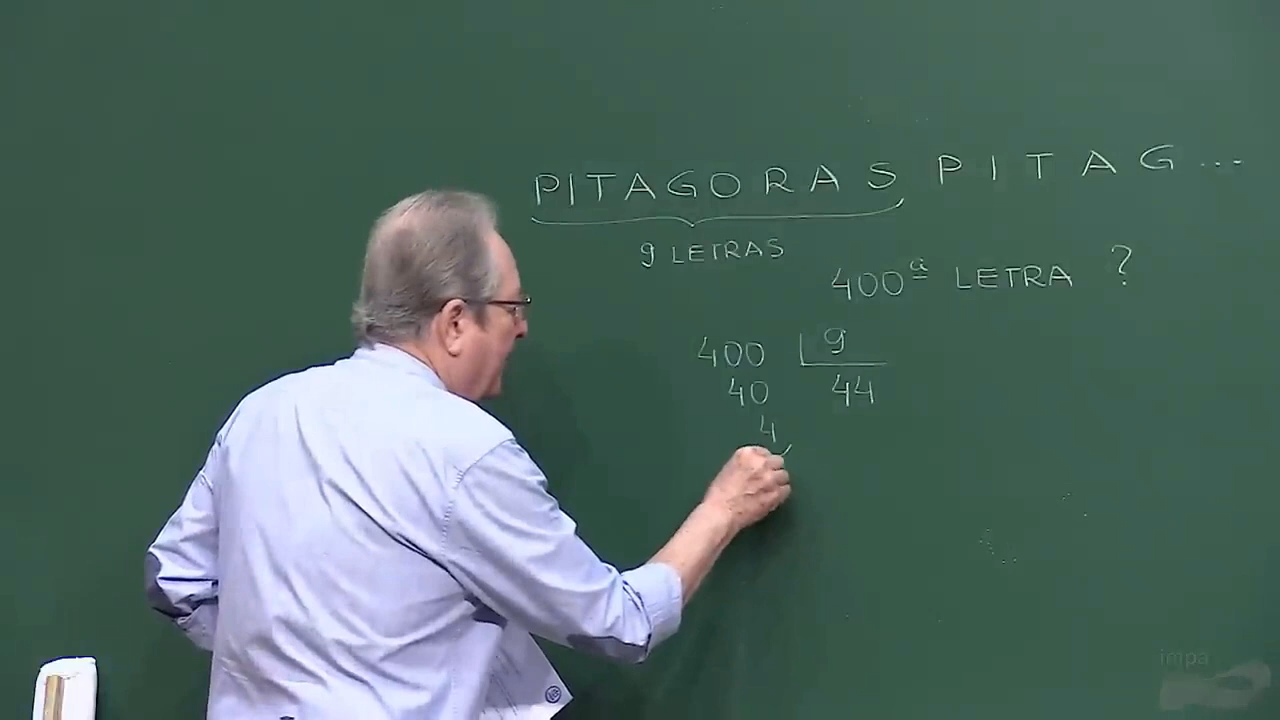 PITAGORAS PITAG...
9 LETRAS
400ª LETRA ?
400 9
40 44
4
impa